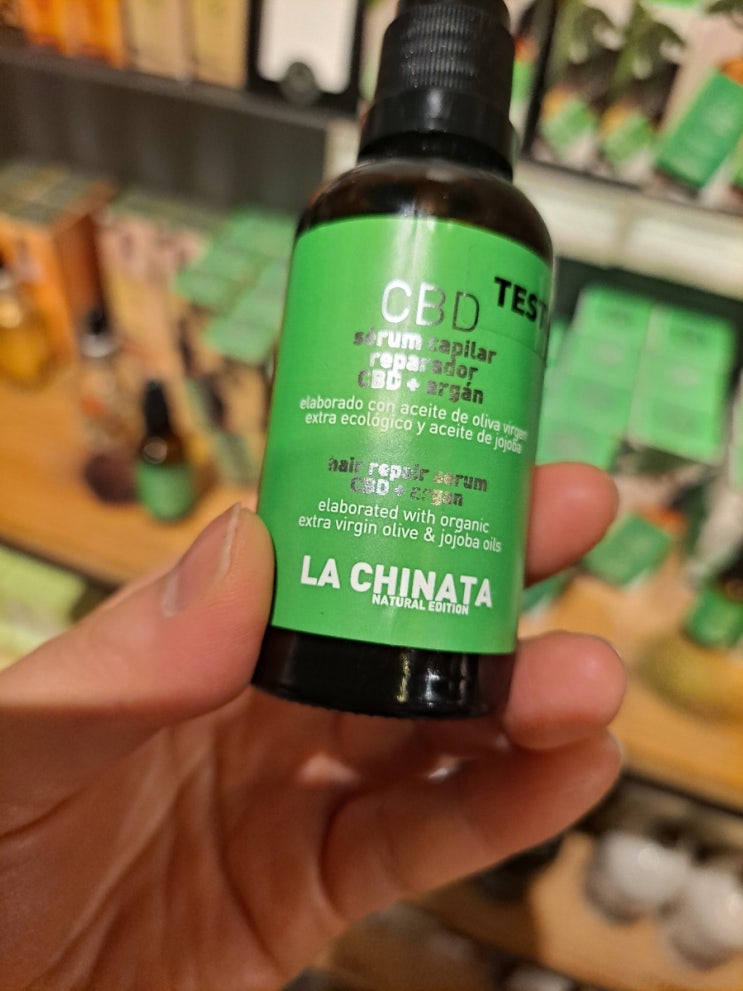 CBD
TEST
sérum capilar
reparador
CBD + argán
elaborado con aceite de oliva virgen
extra ecológico y aceite de jojoba
hair repair serum
CBD + argan
elaborated with organic
extra virgin olive & jojoba oils
LA CHINATA
NATURAL EDITION